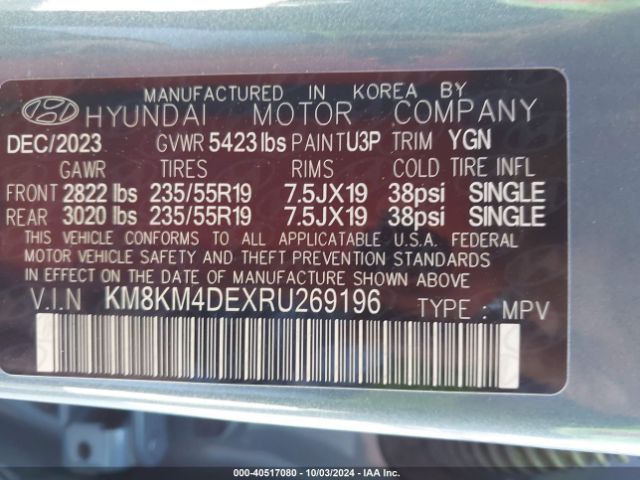 MANUFACTURED IN KOREA BY
HYUNDAI MOTOR COMPANY
DEC/2023 GVWR 5423 lbs PAINT U3P TRIM YGN
GAWR TIRES RIMS COLD TIRE INFL
FRONT 2822 lbs 235/55R19 7.5JX19 38psi SINGLE
REAR 3020 lbs 235/55R19 7.5JX19 38psi SINGLE
THIS VEHICLE CONFORMS TO ALL APPLICABLE U.S.A. FEDERAL
MOTOR VEHICLE SAFETY AND THEFT PREVENTION STANDARDS
IN EFFECT ON THE DATE OF MANUFACTURE SHOWN ABOVE
V.I.N KM8KM4DEXRU269196 TYPE : MPV
000-40517080 - 10/03/2024 - IAA Inc.